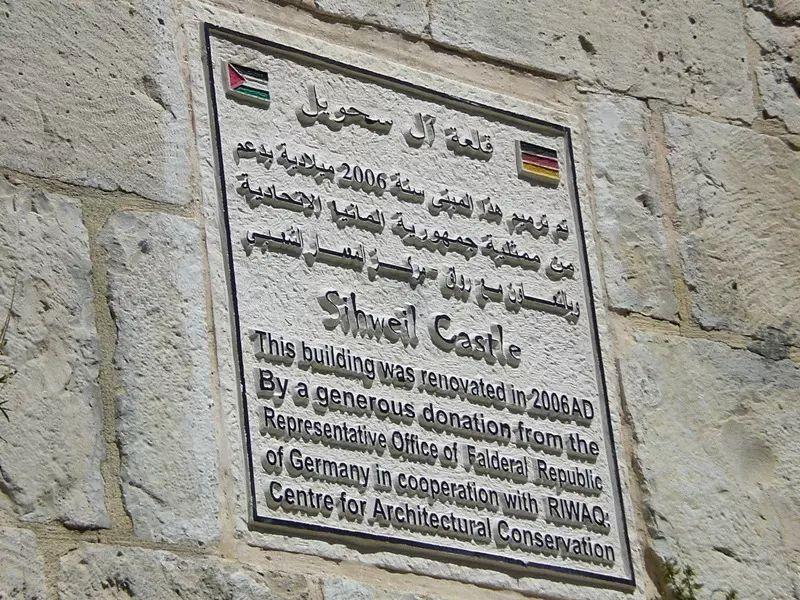 قلعة آل سحويل
تم ترميم هذا المبنى سنة 2006 ميلادية بدعم
من ممثلية جمهورية المانيا الاتحادية
وبالتعاون مع رواق - مركز المعمار الشعبي
Sihweil Castle
This building was renovated in 2006AD
By a generous donation from the
Representative Office of Falderal Republic
of Germany in cooperation with RIWAQ;
Centre for Architectural Conservation